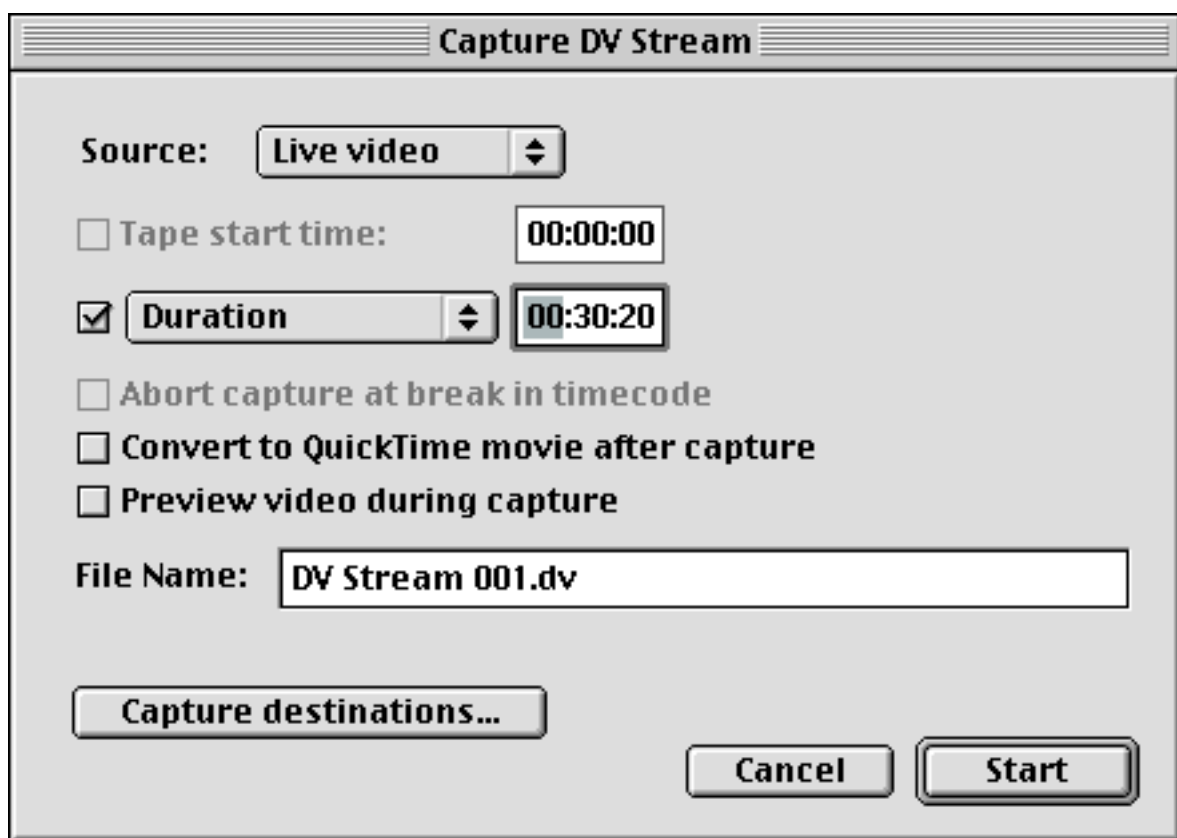 Capture DV Stream
Source: Live video
Tape start time: 00:00:00
Duration 00:30:20
Abort capture at break in timecode
Convert to QuickTime movie after capture
Preview video during capture
File Name: DV Stream 001.dv
Capture destinations...
Cancel Start